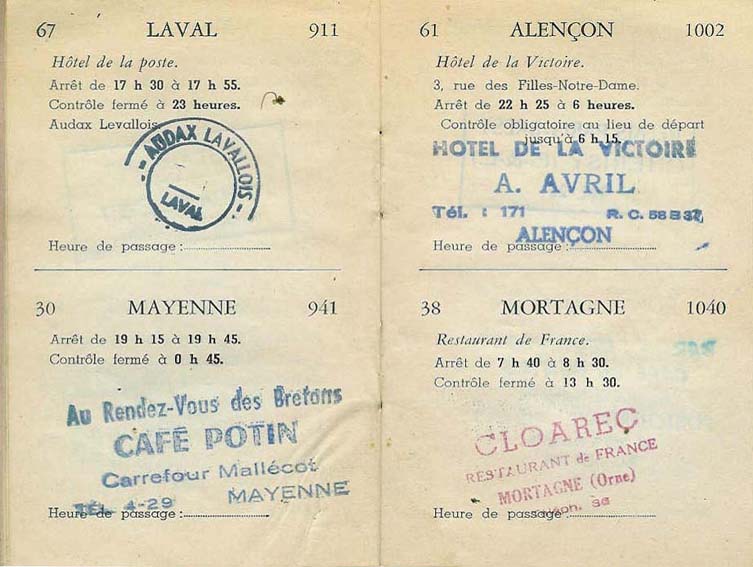 67 LAVAL 911
Hôtel de la poste.
Arrêt de 17 h 30 à 17 h 55.
Contrôle fermé à 23 heures.
Audax Levallois
AUDAX LAVALLOIS
LAVAL
Heure de passage :
30 MAYENNE 941
Arrêt de 19 h 15 à 19 h 45.
Contrôle fermé à 0 h 45.
Au Rendez-Vous des Bretons
CAFÉ POTIN
Carrefour Mallécot
TÉL. 4-29 MAYENNE
Heure de passage :
61 ALENÇON 1002
Hôtel de la Victoire.
3, rue des Filles-Notre-Dame.
Arrêt de 22 h 25 à 6 heures.
Contrôle obligatoire au lieu de départ
jusqu'à 6 h 15.
HOTEL DE LA VICTOIRE
A. AVRIL
Tél. : 171 R. C. 58 B 37
ALENÇON
Heure de passage :
38 MORTAGNE 1040
Restaurant de France.
Arrêt de 7 h 40 à 8 h 30.
Contrôle fermé à 13 h 30.
CLOAREC
RESTAURANT de FRANCE
MORTAGNE (Orne)
Heure de passage :